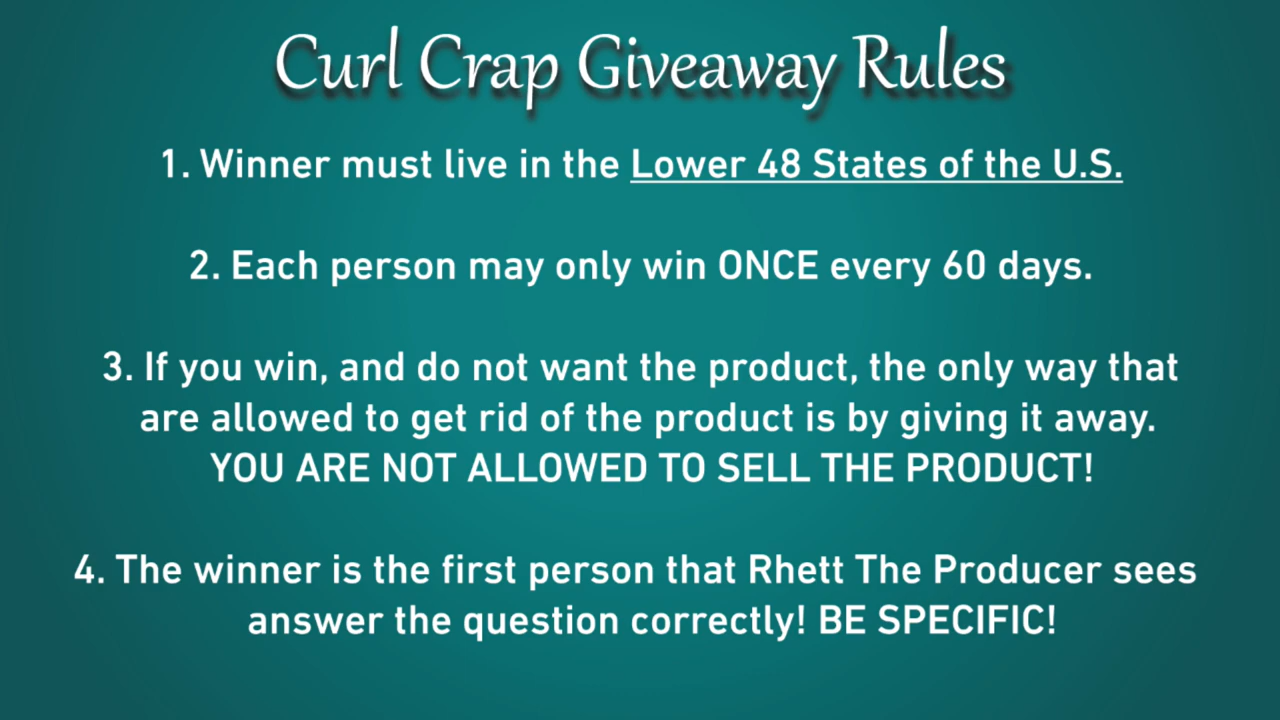 Curl Crap Giveaway Rules
1. Winner must live in the Lower 48 States of the U.S.
2. Each person may only win ONCE every 60 days.
3. If you win, and do not want the product, the only way that
are allowed to get rid of the product is by giving it away.
YOU ARE NOT ALLOWED TO SELL THE PRODUCT!
4. The winner is the first person that Rhett The Producer sees
answer the question correctly! BE SPECIFIC!